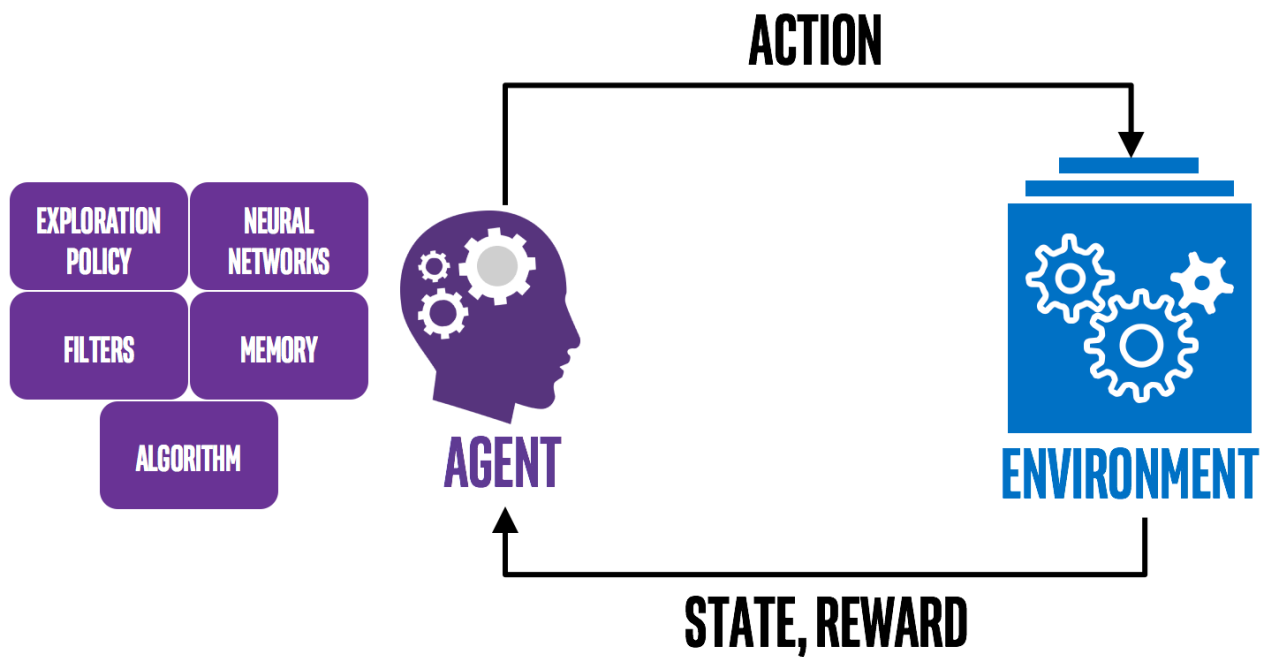 ACTION
EXPLORATION
POLICY
NEURAL
NETWORKS
FILTERS
MEMORY
ALGORITHM
AGENT
ENVIRONMENT
STATE, REWARD